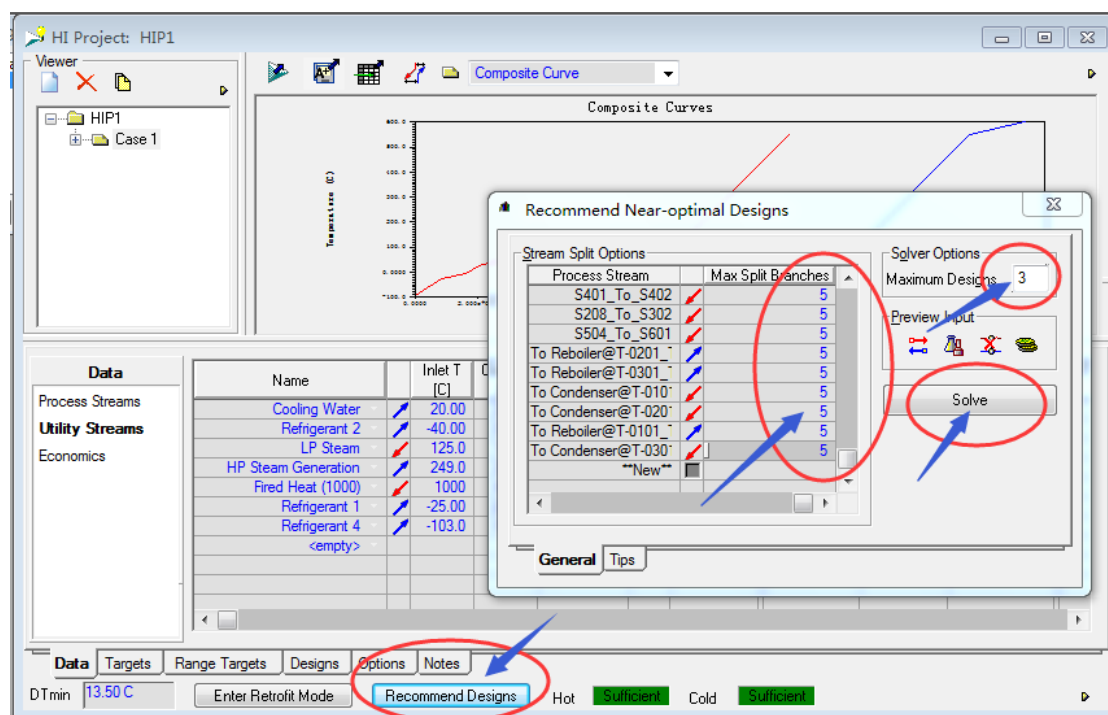 HI Project: HIP1
Viewer
HIP1
Case 1
Composite Curve
Composite Curves
Temperature (C)
Recommend Near-optimal Designs
Stream Split Options
Process Stream Max Split Branches
S401_To_S402 5
S208_To_S302 5
S504_To_S601 5
To Reboiler@T-0201_ 5
To Reboiler@T-0301_ 5
To Condenser@T-010 5
To Condenser@T-020 5
To Reboiler@T-0101_ 5
To Condenser@T-030 5
**New**
General Tips
Solver Options
Maximum Designs 3
Preview Input
Solve
Data
Process Streams
Utility Streams
Economics
Name Inlet T [C]
Cooling Water 20.00
Refrigerant 2 -40.00
LP Steam 125.0
HP Steam Generation 249.0
Fired Heat (1000) 1000
Refrigerant 1 -25.00
Refrigerant 4 -103.0
<empty>
Data Targets Range Targets Designs Options Notes
DTmin 13.50 C Enter Retrofit Mode Recommend Designs Hot Sufficient Cold Sufficient